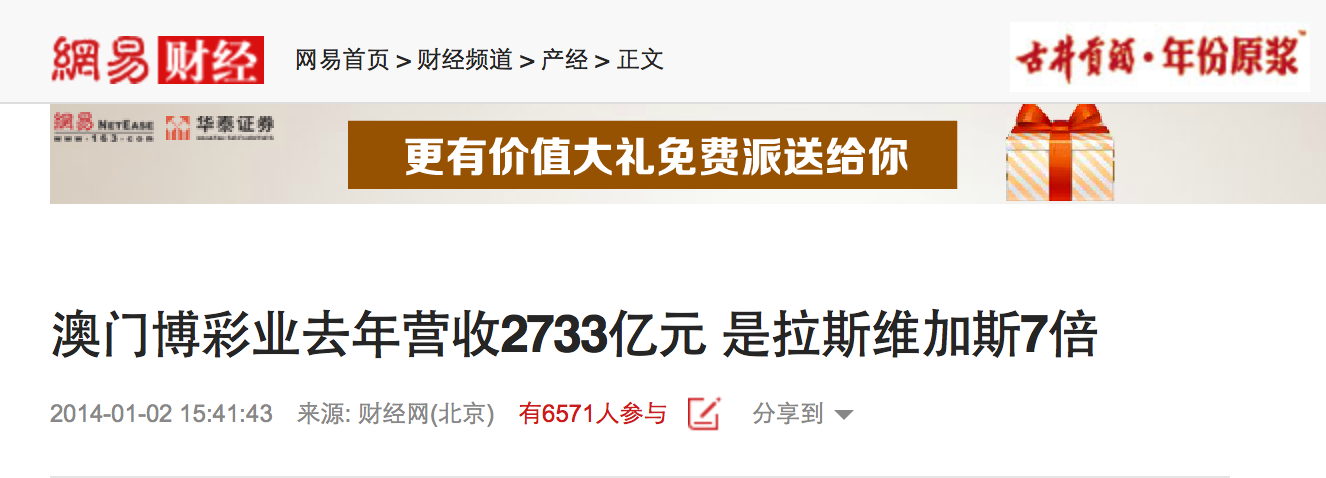 網易 财经 网易首页 > 财经频道 > 产经 > 正文 古井贡酒·年份原浆
網易 NETEASE 华泰证券
www.163.com
更有价值大礼免费派送给你
澳门博彩业去年营收2733亿元 是拉斯维加斯7倍
2014-01-02 15:41:43 来源: 财经网(北京) 有6571人参与 分享到